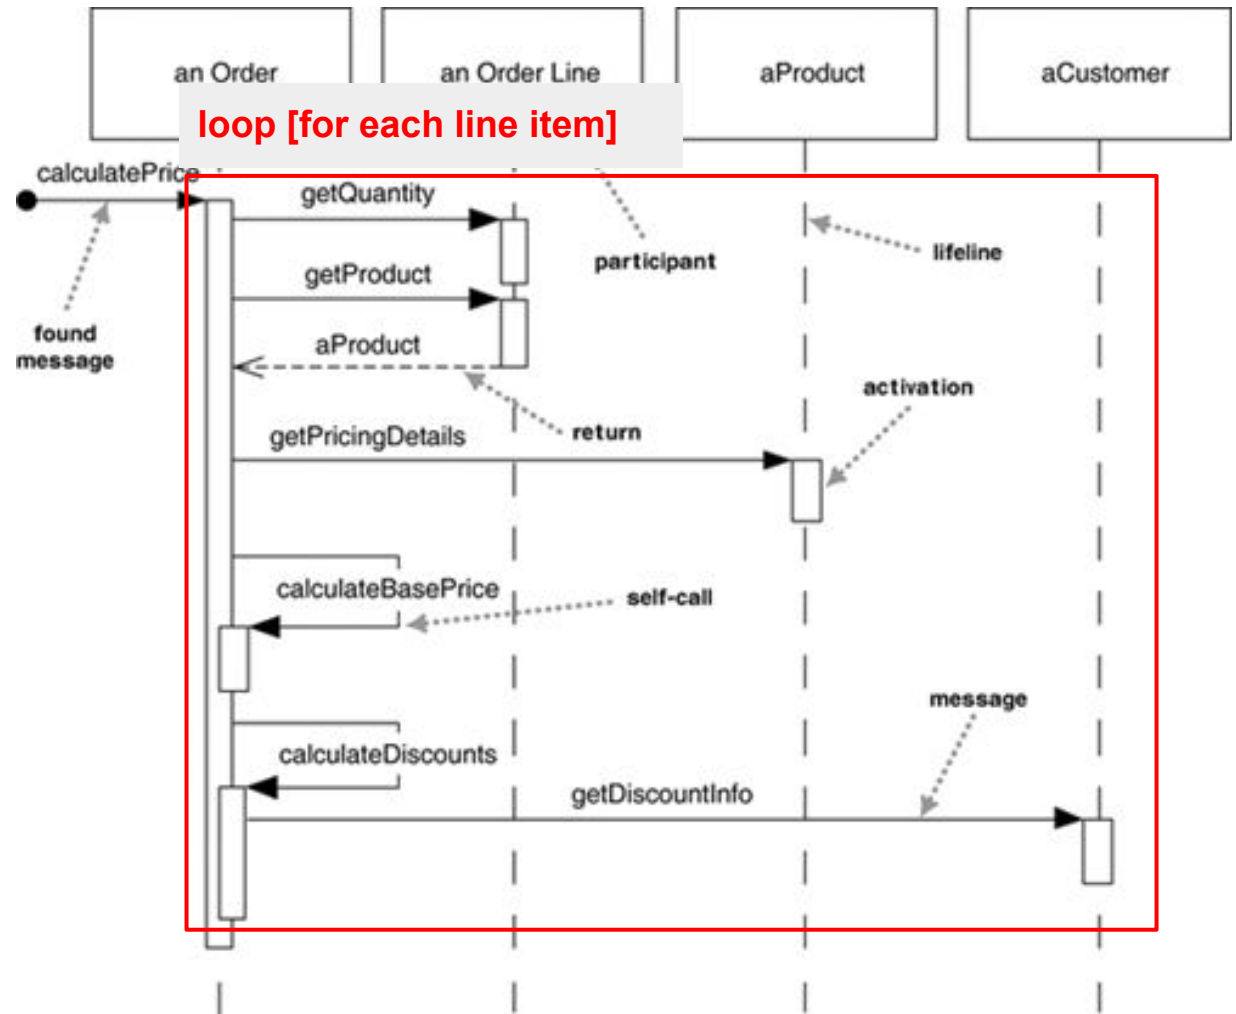 an Order
an Order Line
aProduct
aCustomer
loop [for each line item]
calculatePrice
getQuantity
participant
lifeline
getProduct
found
message
aProduct
activation
return
getPricingDetails
calculateBasePrice
self-call
message
calculateDiscounts
getDiscountInfo